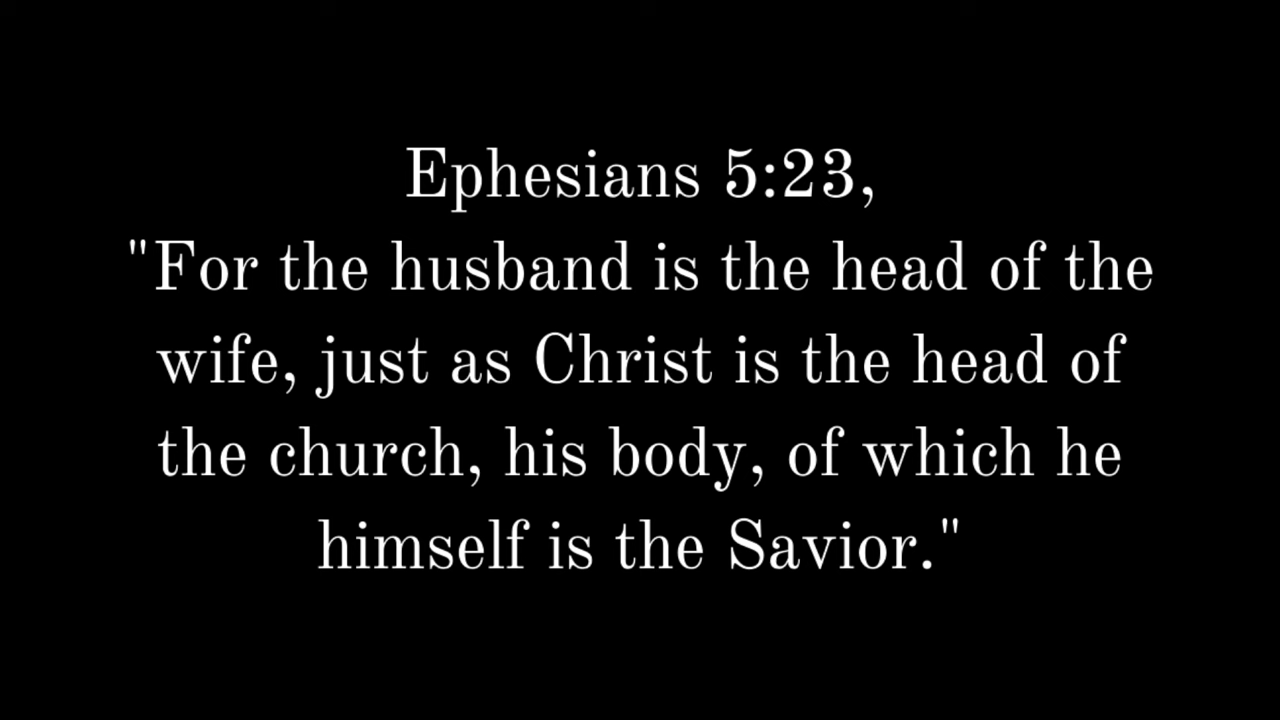 Ephesians 5:23,
"For the husband is the head of the
wife, just as Christ is the head of
the church, his body, of which he
himself is the Savior."